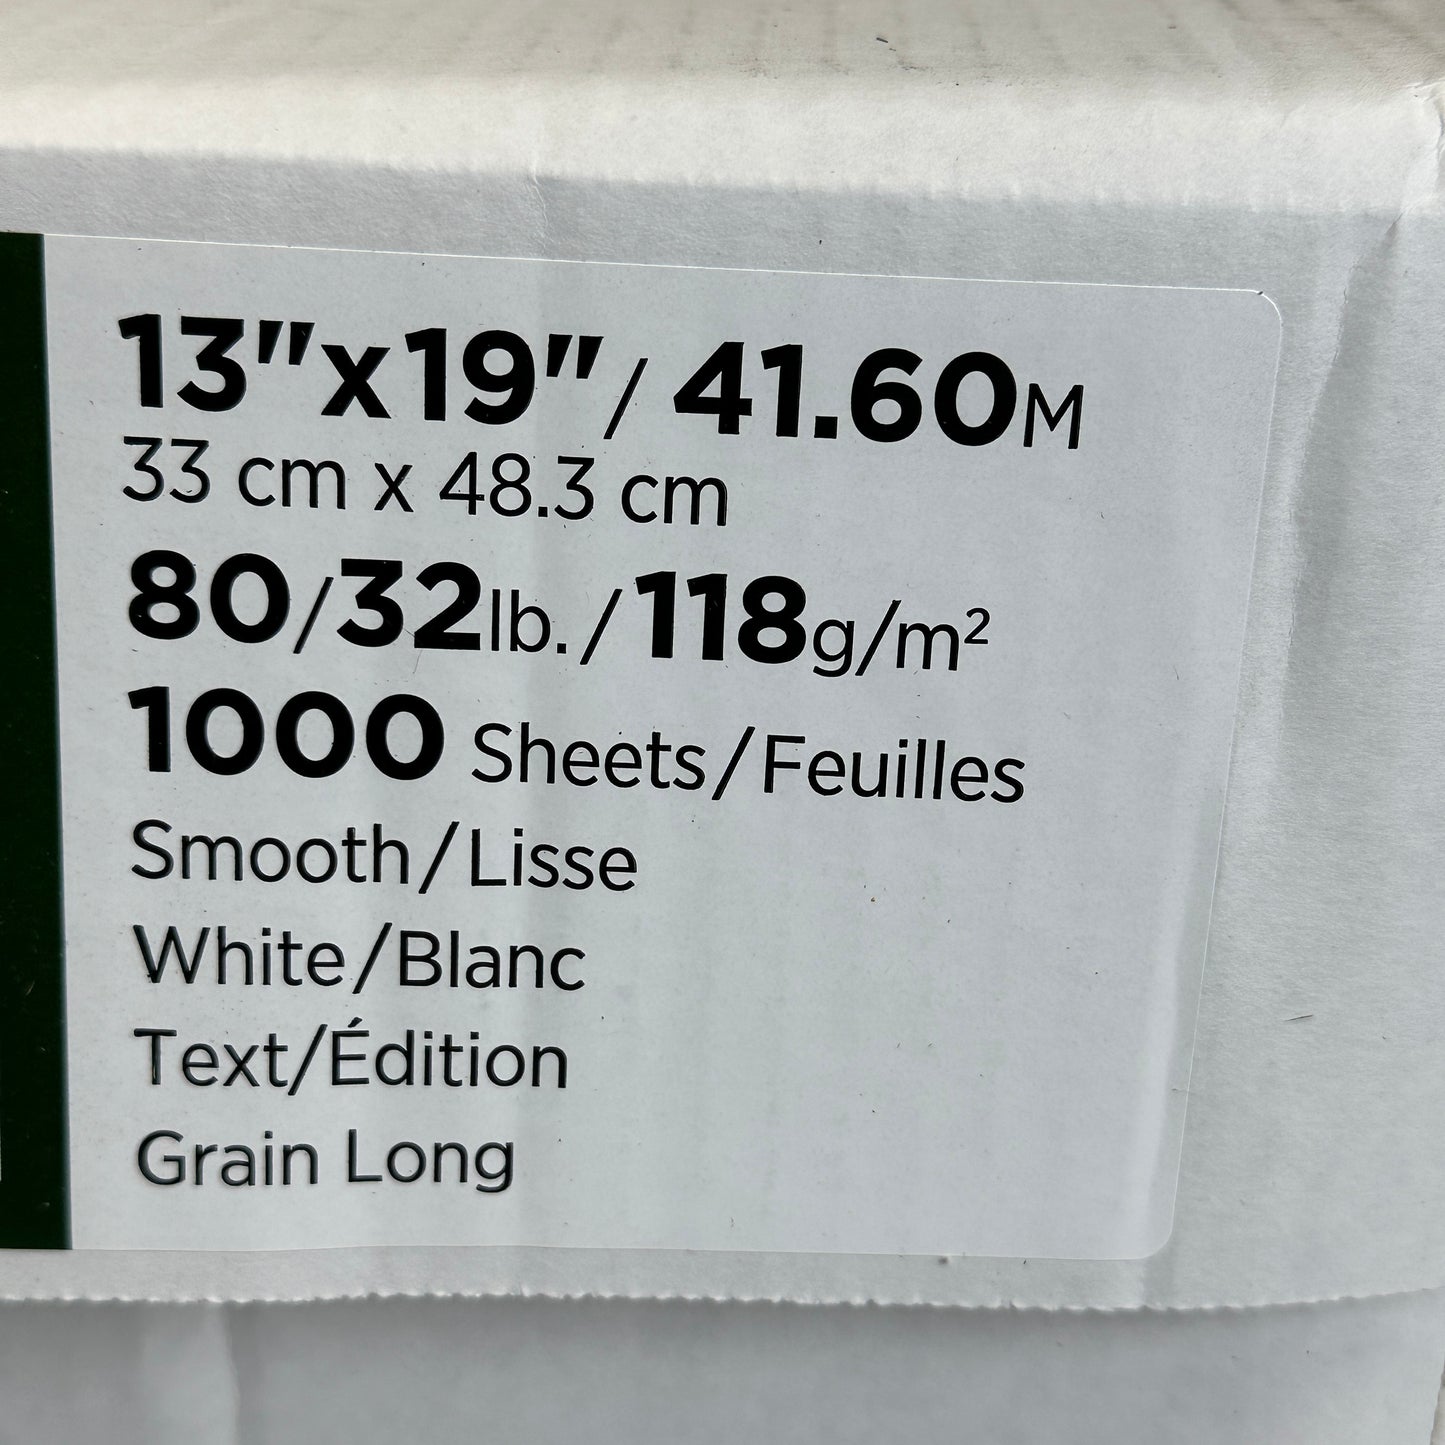 13"x19"/ 41.60M
33 cm x 48.3 cm
80/32lb./118g/m²
1000 Sheets/Feuilles
Smooth/Lisse
White/Blanc
Text/Édition
Grain Long